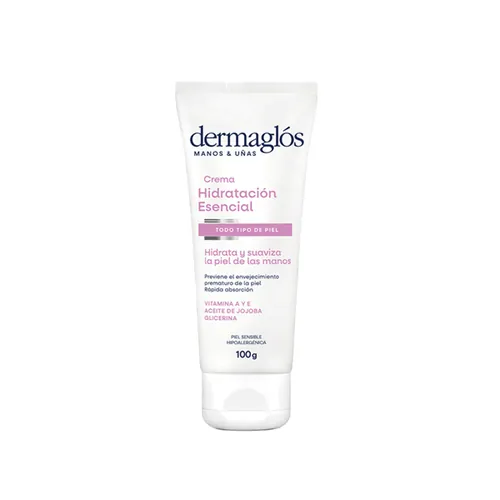 dermaglós
MANOS & UÑAS
Crema
Hidratación
Esencial
TODO TIPO DE PIEL
Hidrata y suaviza
la piel de las manos
Previene el envejecimiento
prematuro de la piel
Rápida absorción
VITAMINA A Y E
ACEITE DE JOJOBA
GLICERINA
PIEL SENSIBLE
HIPOALERGÉNICA
100g